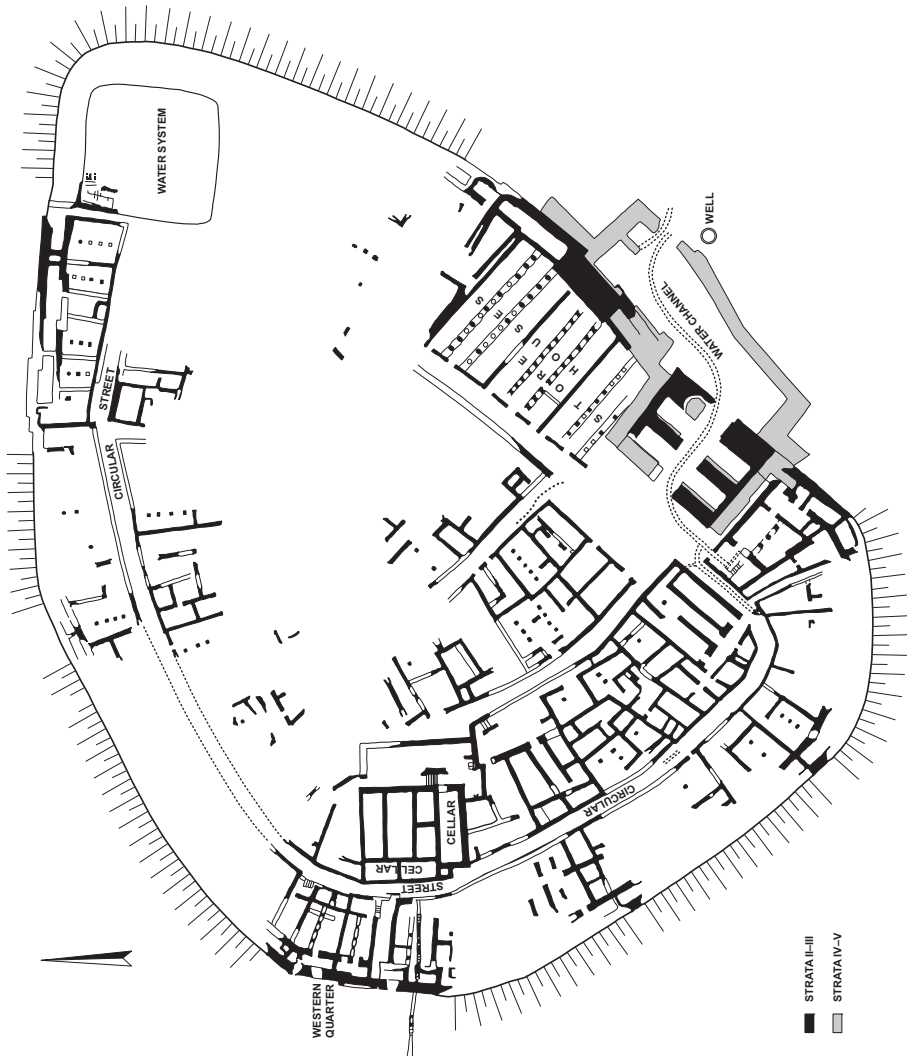 WATER SYSTEM
WELL
WATER CHANNEL
STOREHOUSES
STREET
CIRCULAR
CIRCULAR
CELLAR
CELLAR
STREET
WESTERN
QUARTER
STRATA II–III
STRATA IV–V